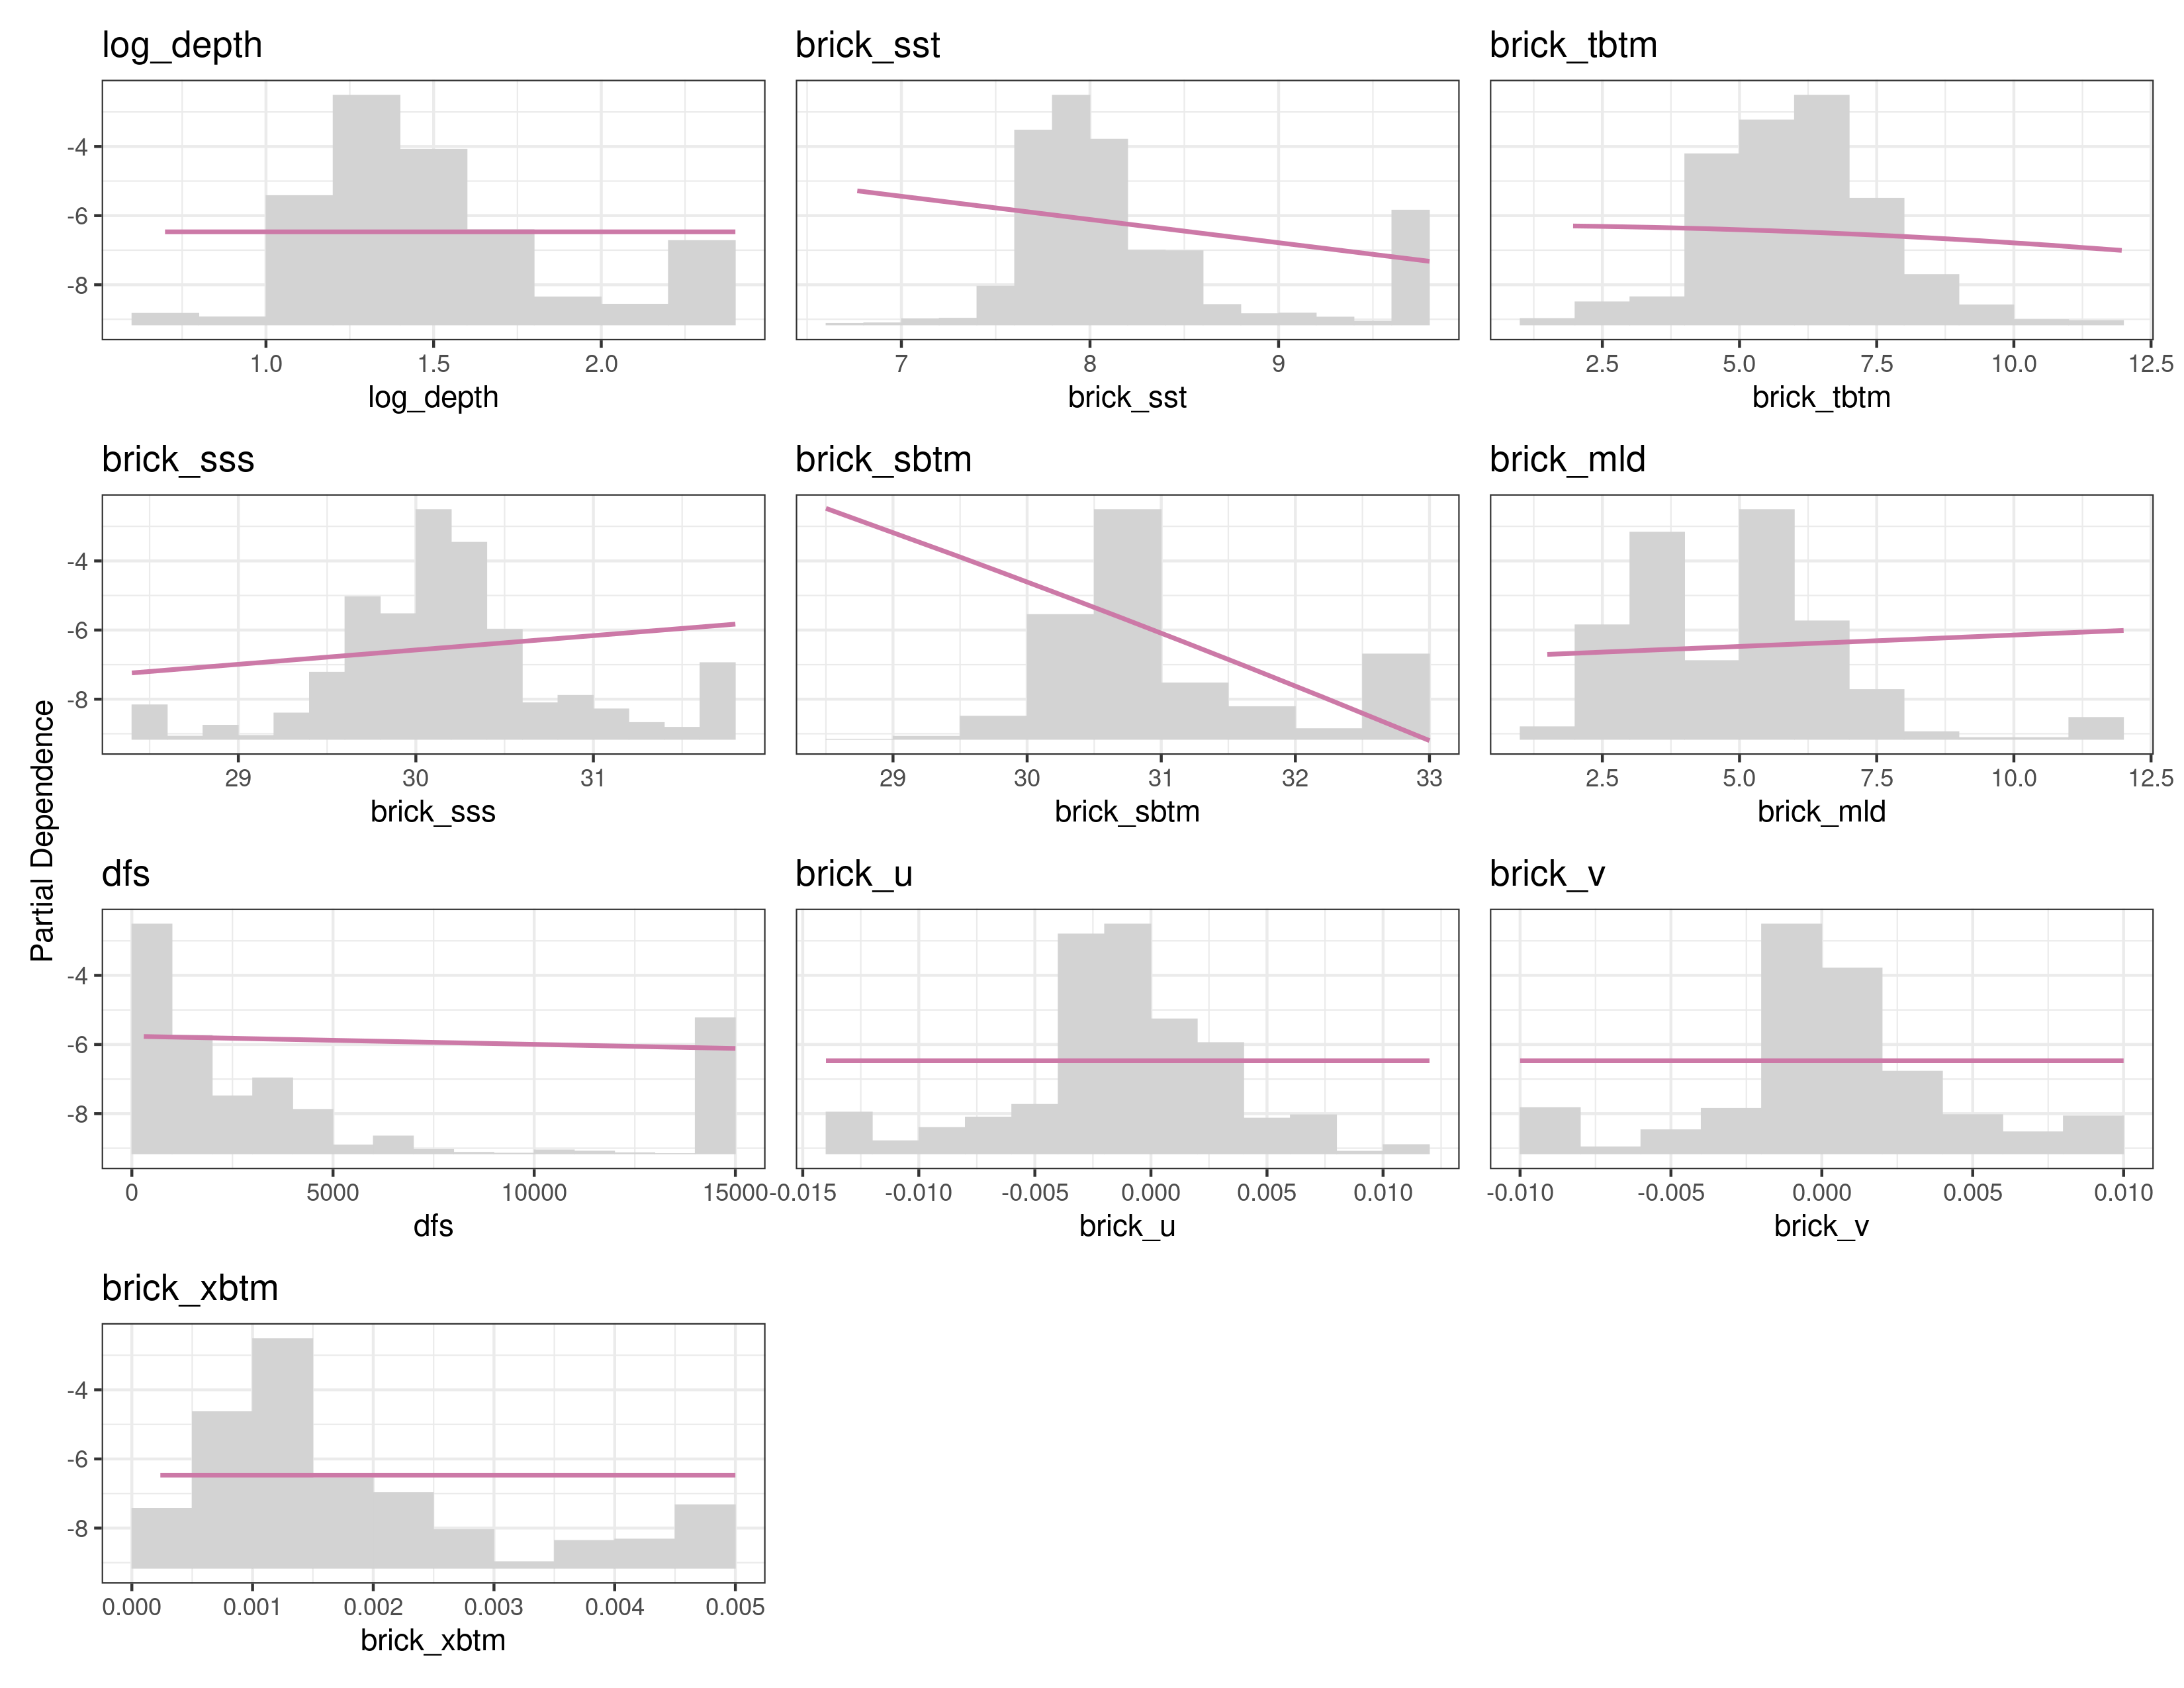 log_depth brick_sst brick_tbtm
-4
-6
-8
1.0 1.5 2.0 7 8 9 2.5 5.0 7.5 10.0 12.5
log_depth brick_sst brick_tbtm
brick_sss brick_sbtm brick_mld
-4
-6
-8
29 30 31 29 30 31 32 33 2.5 5.0 7.5 10.0 12.5
brick_sss brick_sbtm brick_mld
Partial Dependence
dfs brick_u brick_v
-4
-6
-8
0 5000 10000 15000 -0.015 -0.010 -0.005 0.000 0.005 0.010 -0.010 -0.005 0.000 0.005 0.010
dfs brick_u brick_v
brick_xbtm
-4
-6
-8
0.000 0.001 0.002 0.003 0.004 0.005
brick_xbtm